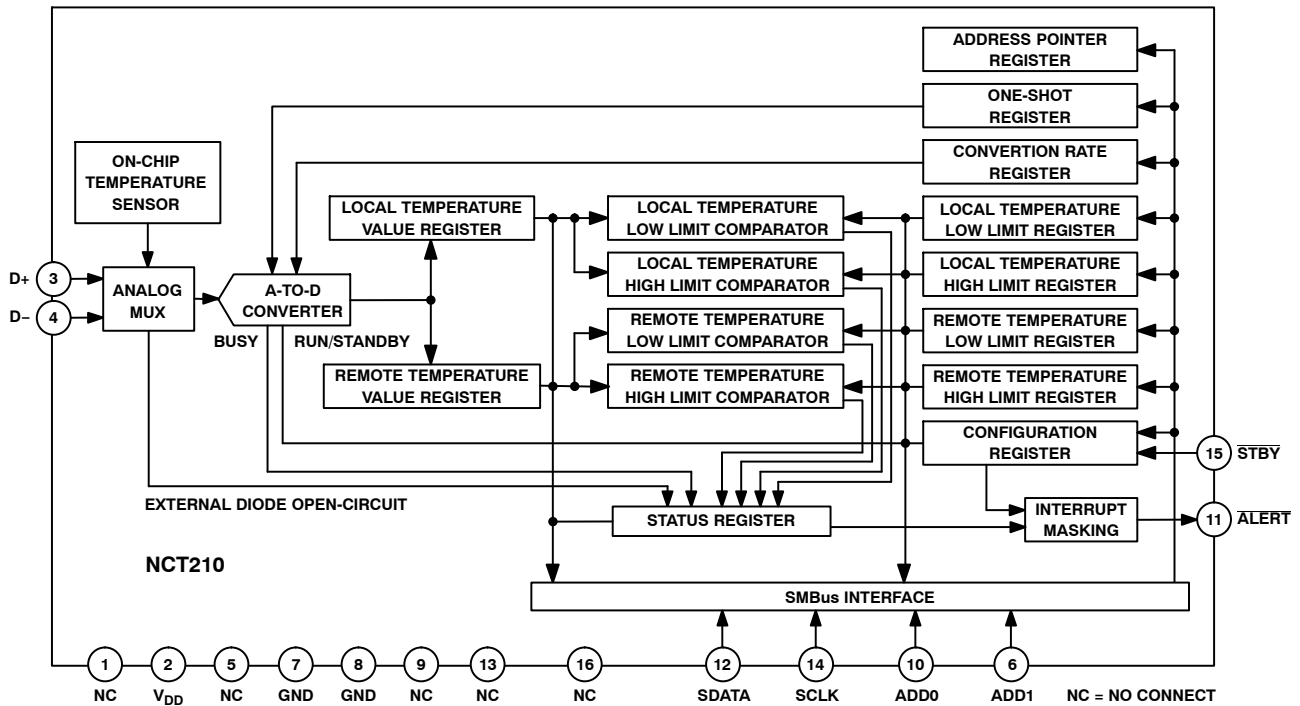 ADDRESS POINTER
REGISTER
ONE-SHOT
REGISTER
CONVERTION RATE
REGISTER
ON-CHIP
TEMPERATURE
SENSOR
LOCAL TEMPERATURE
VALUE REGISTER
LOCAL TEMPERATURE
LOW LIMIT COMPARATOR
LOCAL TEMPERATURE
LOW LIMIT REGISTER
D+
3
D−
4
ANALOG
MUX
A-TO-D
CONVERTER
LOCAL TEMPERATURE
HIGH LIMIT COMPARATOR
LOCAL TEMPERATURE
HIGH LIMIT REGISTER
BUSY
RUN/STANDBY
REMOTE TEMPERATURE
LOW LIMIT COMPARATOR
REMOTE TEMPERATURE
LOW LIMIT REGISTER
REMOTE TEMPERATURE
VALUE REGISTER
REMOTE TEMPERATURE
HIGH LIMIT COMPARATOR
REMOTE TEMPERATURE
HIGH LIMIT REGISTER
CONFIGURATION
REGISTER
15
STBY
EXTERNAL DIODE OPEN-CIRCUIT
STATUS REGISTER
INTERRUPT
MASKING
11
ALERT
NCT210
SMBus INTERFACE
1
2
5
7
8
9
13
16
12
14
10
6
NC
VDD
NC
GND
GND
NC
NC
NC
SDATA
SCLK
ADD0
ADD1
NC = NO CONNECT